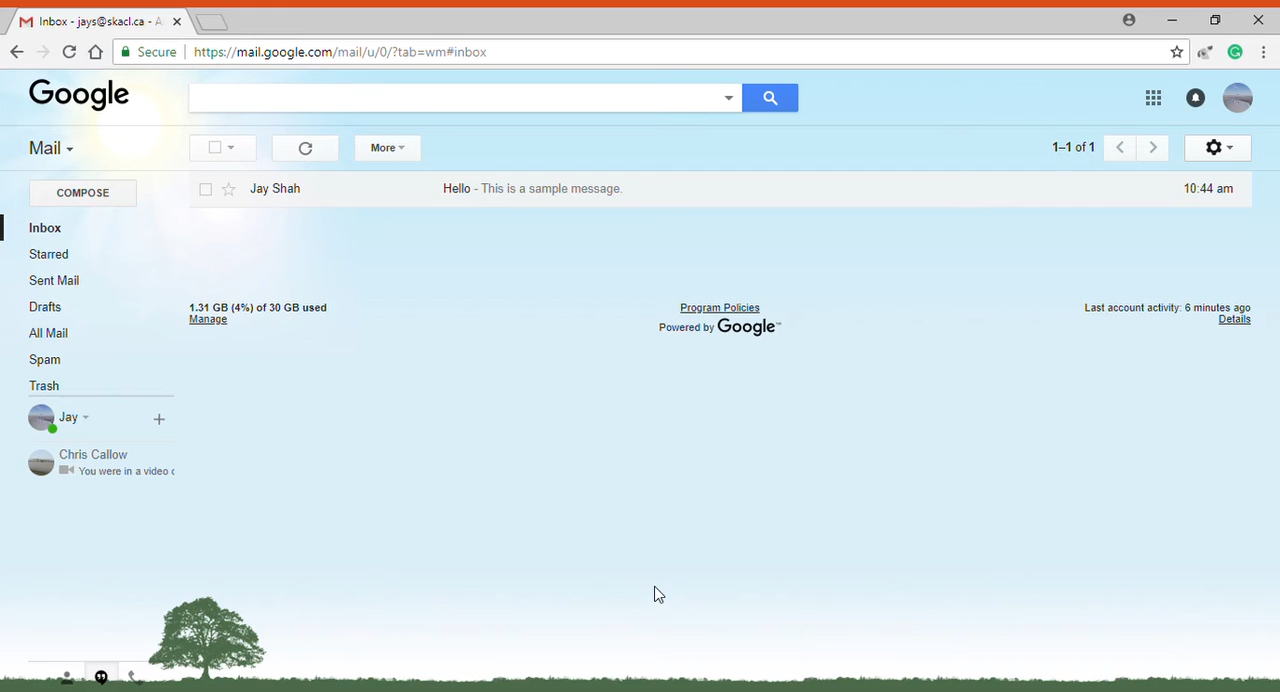 Inbox - jays@skacl.ca - A
Secure https://mail.google.com/mail/u/0/?tab=wm#inbox
Google
Mail
More
1–1 of 1
COMPOSE
Jay Shah Hello - This is a sample message. 10:44 am
Inbox
Starred
Sent Mail
Drafts
All Mail
Spam
Trash
Jay
Chris Callow
You were in a video c
1.31 GB (4%) of 30 GB used
Manage
Program Policies
Powered by Google™
Last account activity: 6 minutes ago
Details